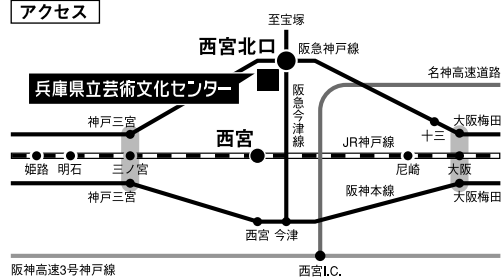 アクセス
至宝塚
西宮北口
阪急神戸線
兵庫県立芸術文化センター
名神高速道路
阪急今津線
神戸三宮
大阪梅田
十三
西宮
JR神戸線
姫路
明石
三ノ宮
尼崎
大阪
神戸三宮
阪神本線
大阪梅田
西宮
今津
阪神高速3号神戸線
西宮I.C.